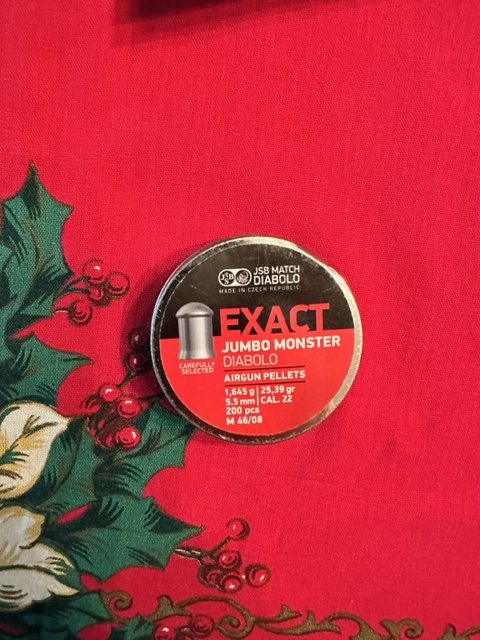 JSB
JSB MATCH
DIABOLO
MADE IN CZECH REPUBLIC
EXACT
JUMBO MONSTER
DIABOLO
CAREFULLY
SELECTED
AIRGUN PELLETS
1,645 g | 25,39 gr
5.5 mm | CAL. 22
200 pcs
M 46/08